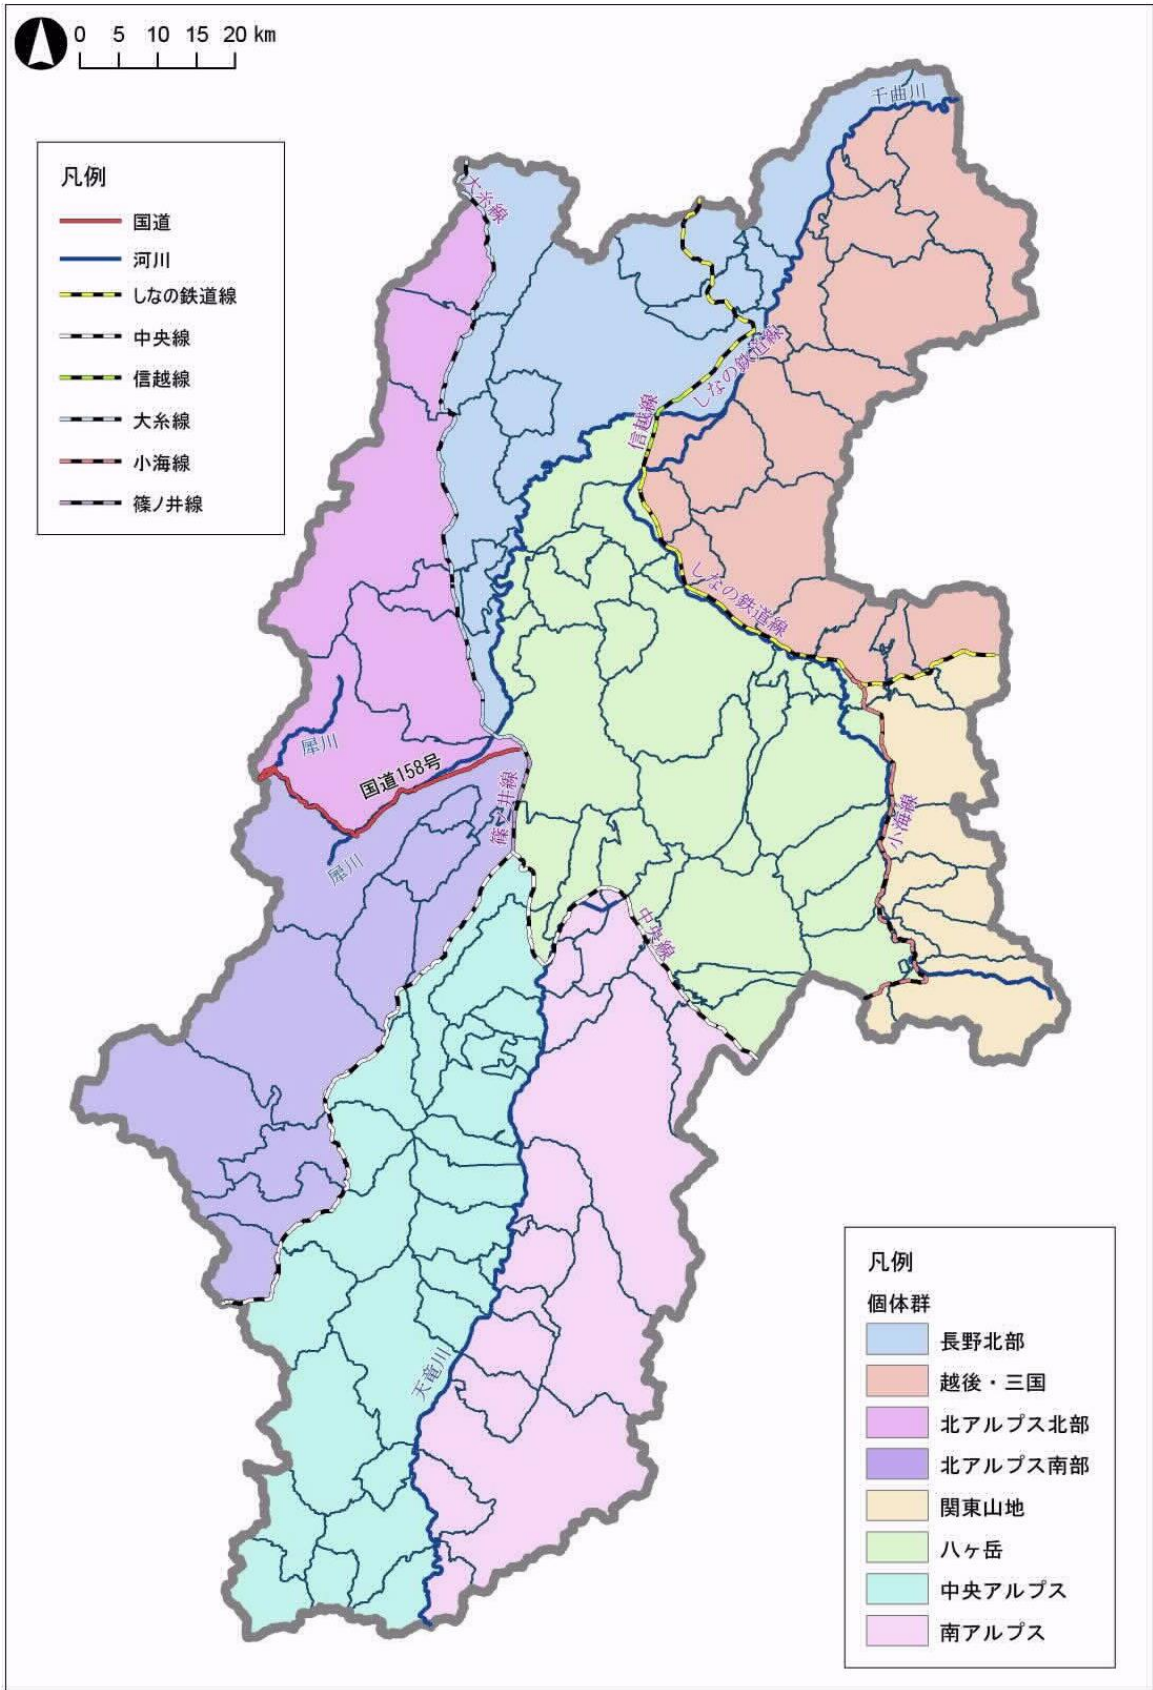 0 5 10 15 20 km
千曲川
凡例
国道
河川
しなの鉄道線
中央線
信越線
大糸線
小海線
篠ノ井線
大糸線
しなの鉄道線
信越線
しなの鉄道線
犀川
国道158号
篠ノ井線
小海線
犀川
中央線
天竜川
凡例
個体群
長野北部
越後・三国
北アルプス北部
北アルプス南部
関東山地
八ヶ岳
中央アルプス
南アルプス